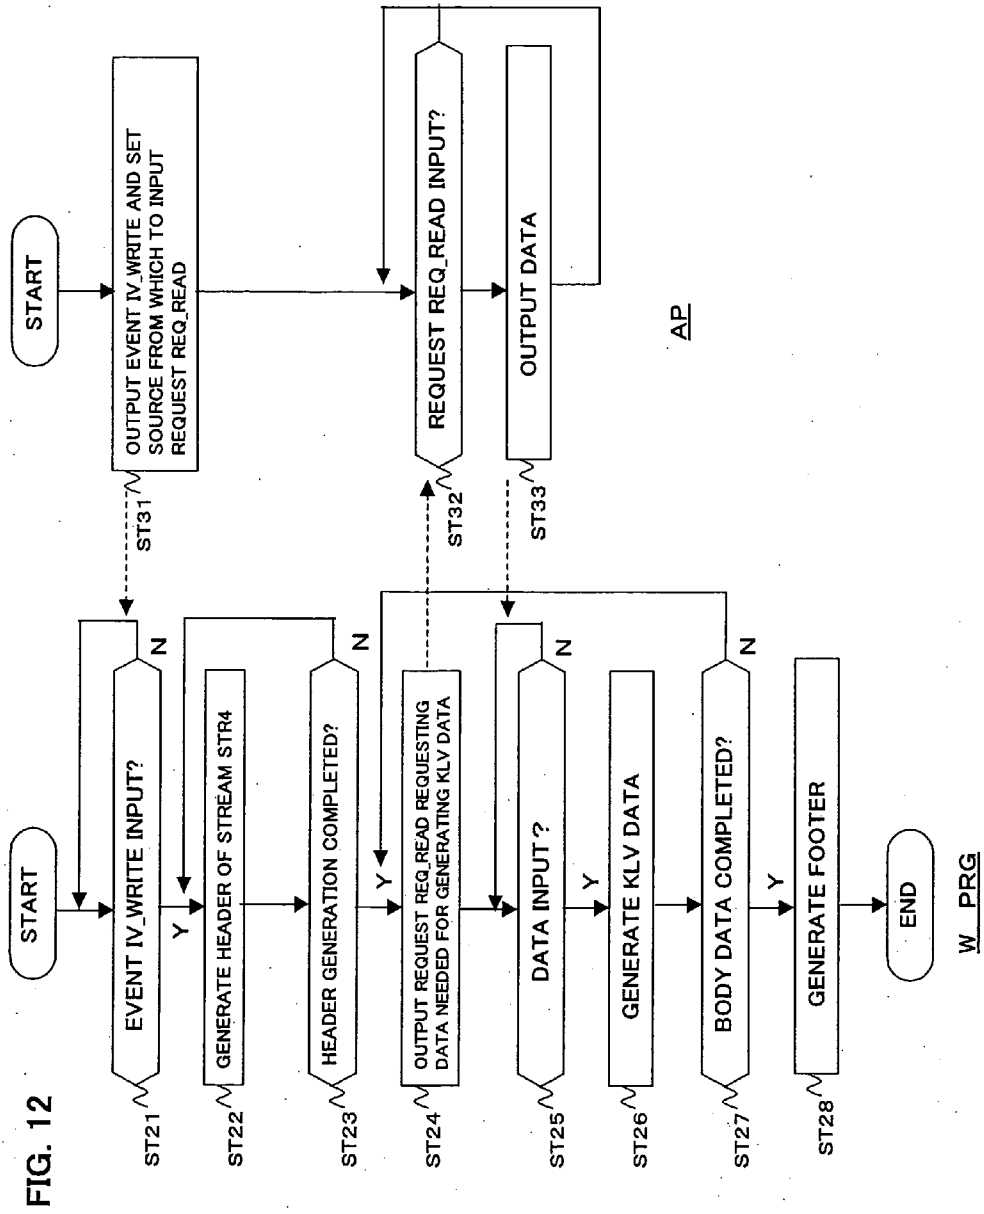 FIG. 12
START
ST21
EVENT IV_WRITE INPUT?
N
Y
ST22
GENERATE HEADER OF STREAM STR4
ST23
HEADER GENERATION COMPLETED?
N
Y
ST24
OUTPUT REQUEST REQ_READ REQUESTING
DATA NEEDED FOR GENERATING KLV DATA
ST25
DATA INPUT?
N
Y
ST26
GENERATE KLV DATA
ST27
BODY DATA COMPLETED?
N
Y
ST28
GENERATE FOOTER
END
W_PRG
START
ST31
OUTPUT EVENT IV_WRITE AND SET
SOURCE FROM WHICH TO INPUT
REQUEST REQ_READ
ST32
REQUEST REQ_READ INPUT?
ST33
OUTPUT DATA
AP